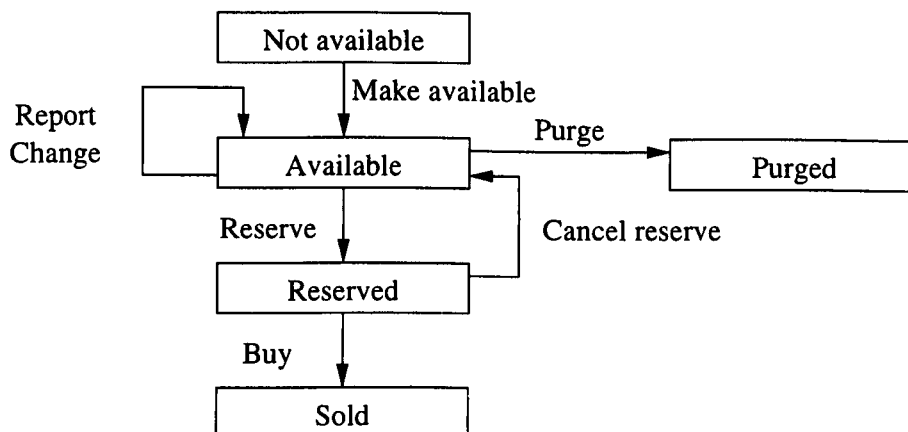 Not available
Make available
Report
Change
Purge
Available
Purged
Reserve
Cancel reserve
Reserved
Buy
Sold